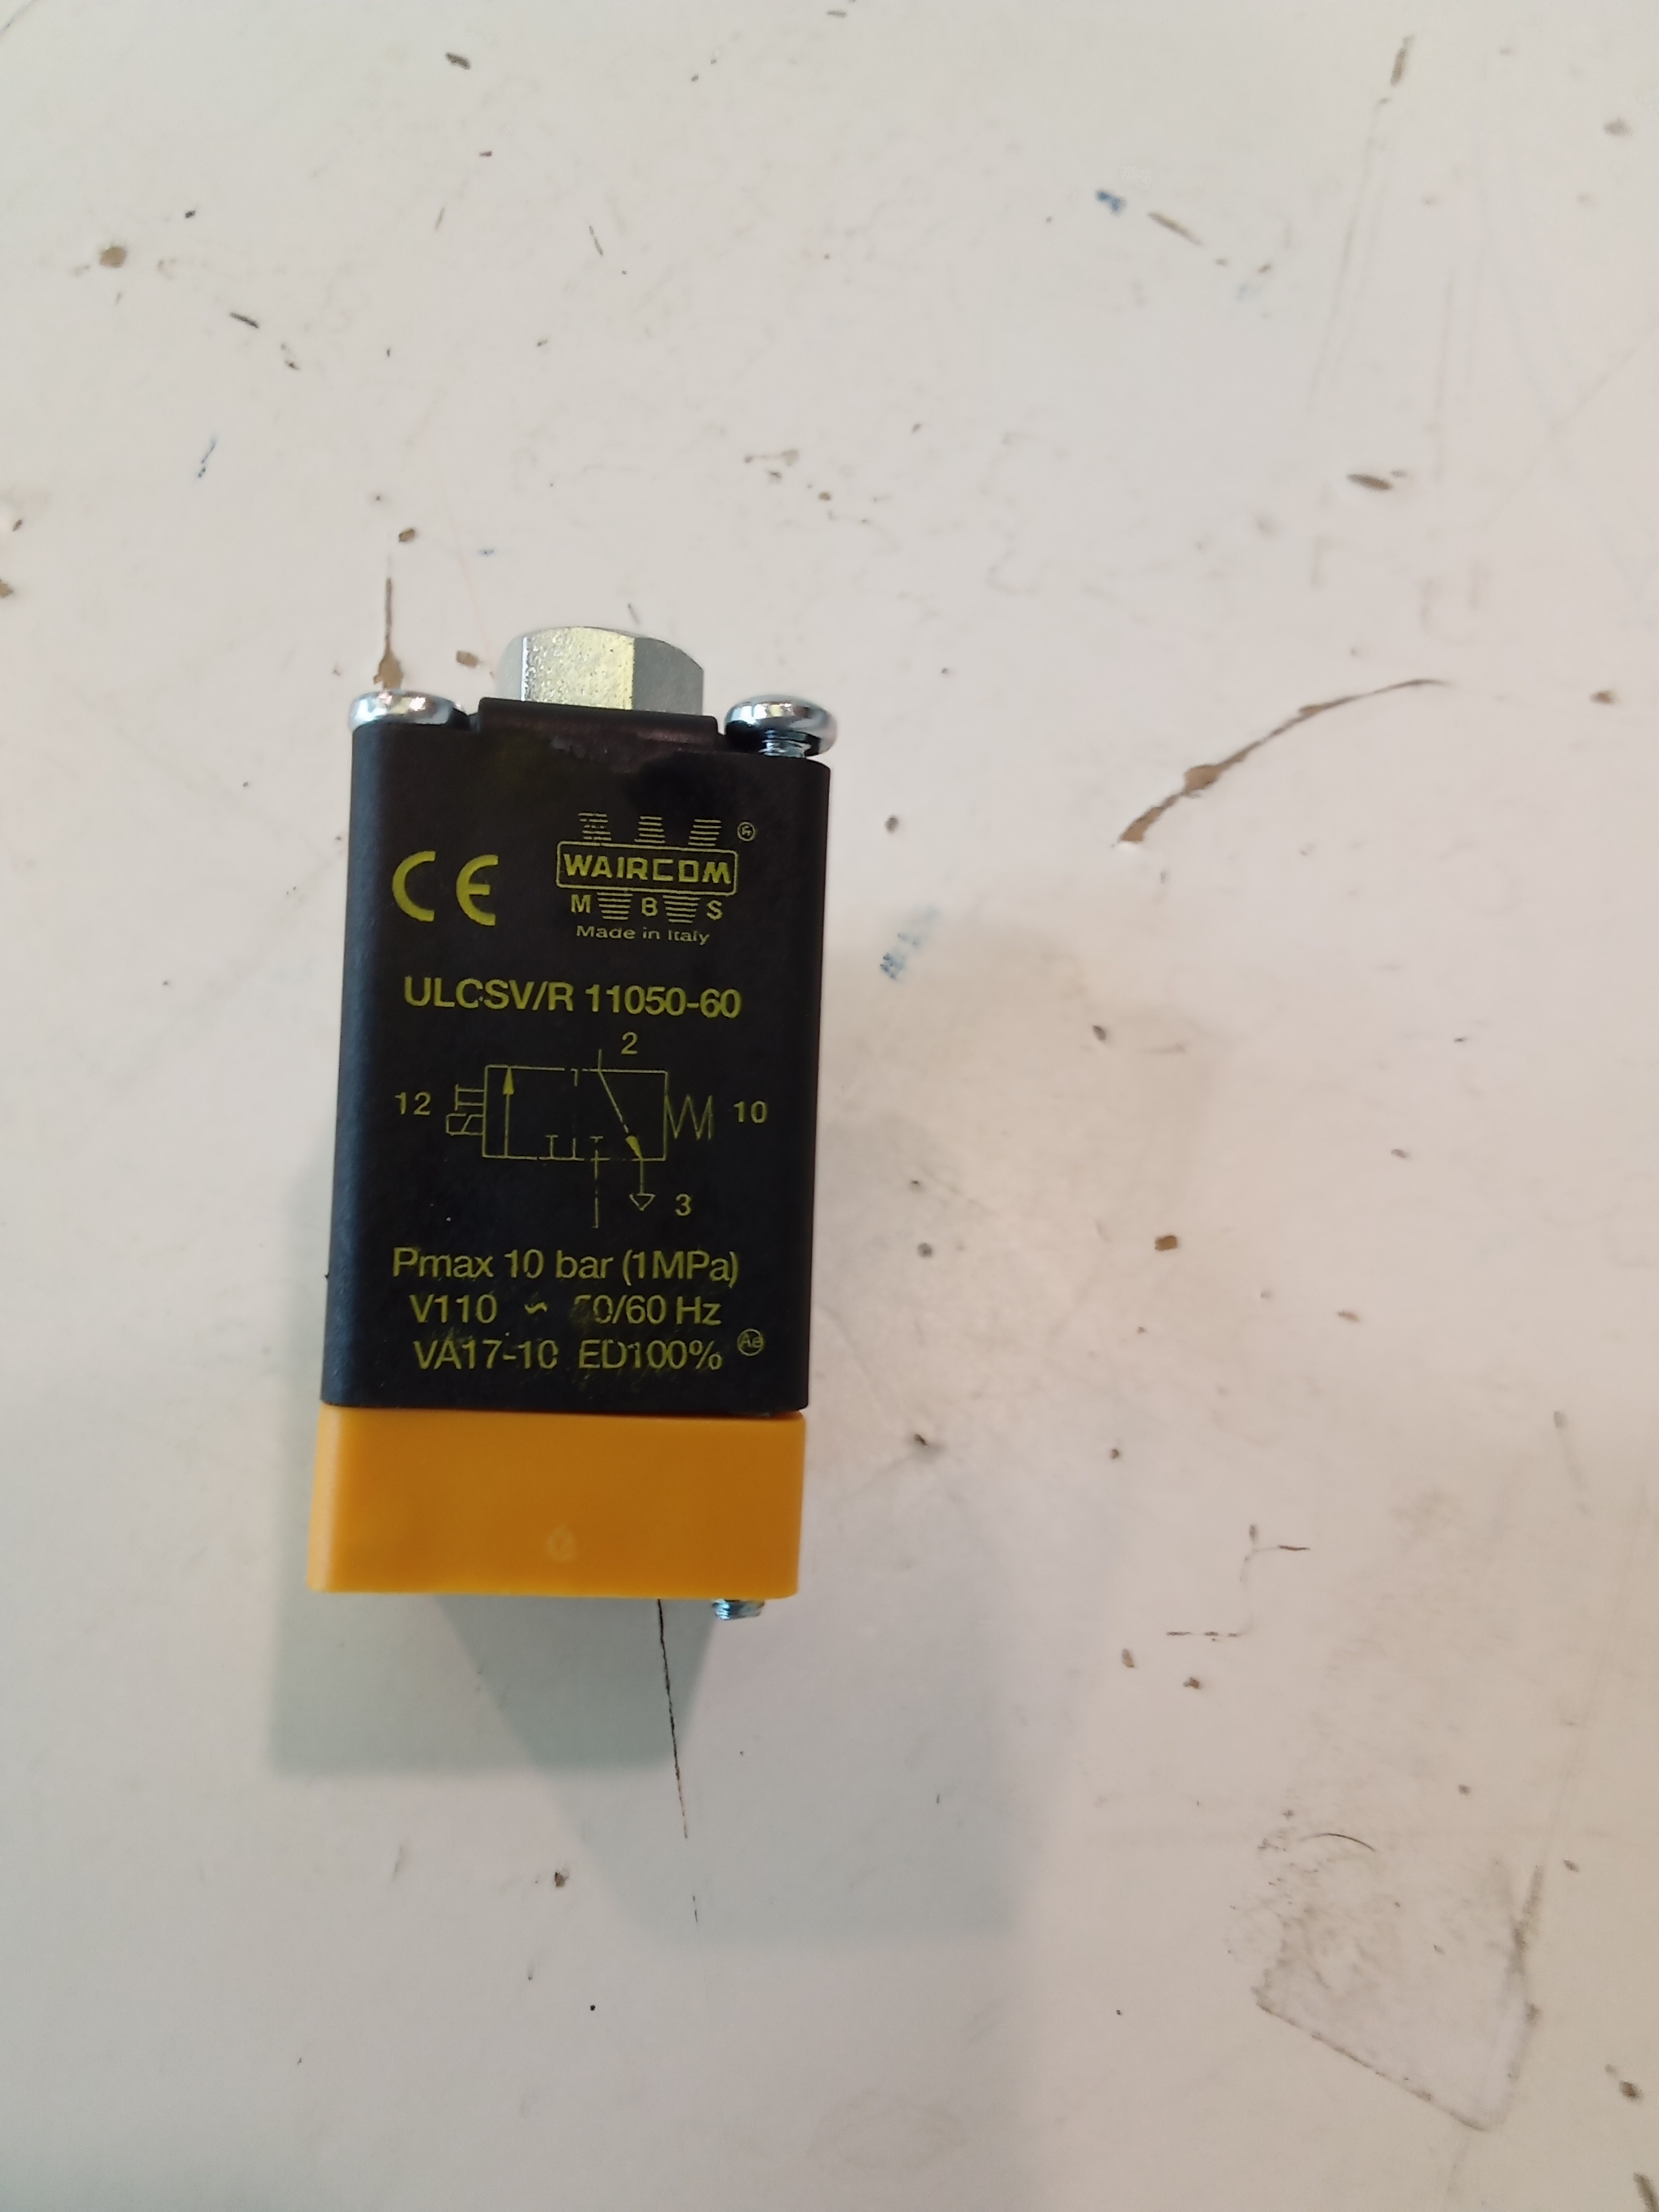 CE
WAIRCOM ®
M B S
Made in Italy
ULCSV/R 11050-60
2
12 10
3
Pmax 10 bar (1MPa)
V110 ~ 50/60 Hz
VA17-10 ED100% Ae